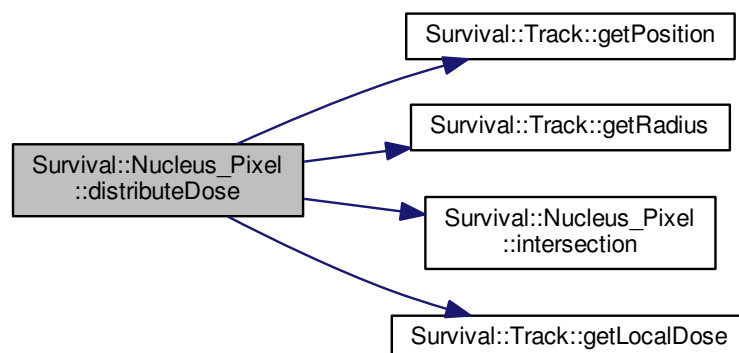 Survival::Track::getPosition
Survival::Track::getRadius
Survival::Nucleus_Pixel
::distributeDose
Survival::Nucleus_Pixel
::intersection
Survival::Track::getLocalDose